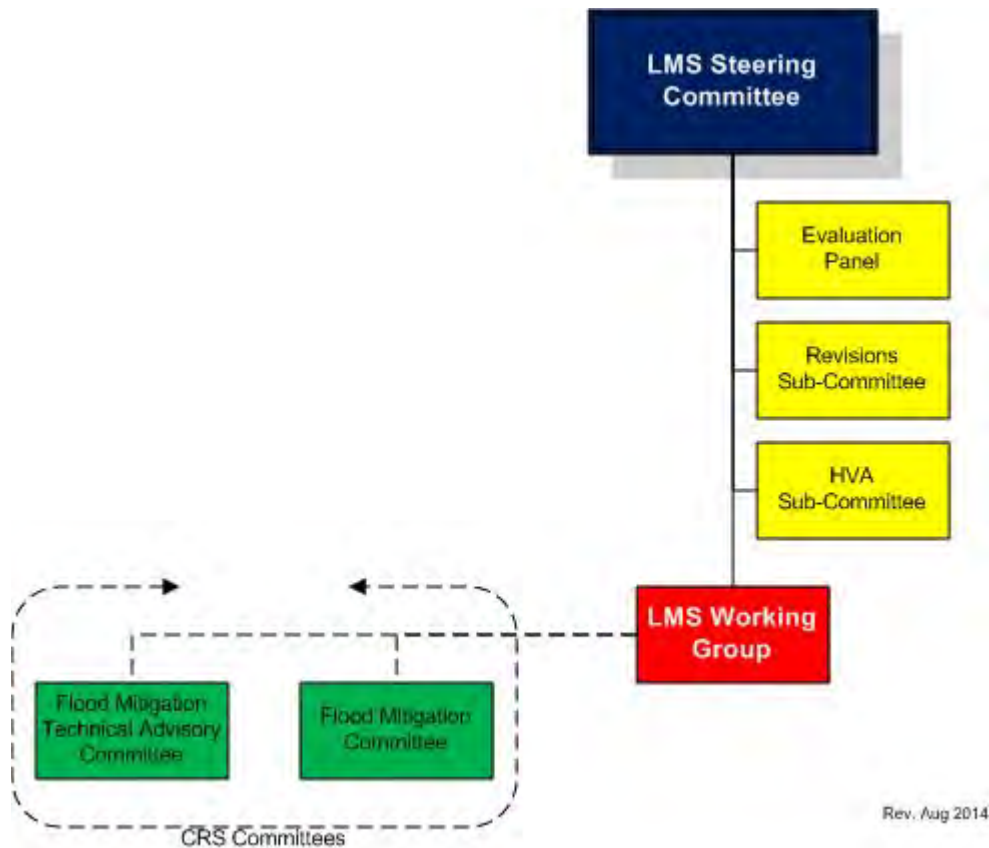 LMS Steering
Committee
Evaluation
Panel
Revisions
Sub-Committee
HVA
Sub-Committee
LMS Working
Group
Flood Mitigation
Technical Advisory
Committee
Flood Mitigation
Committee
CRS Committees
Rev. Aug 2014